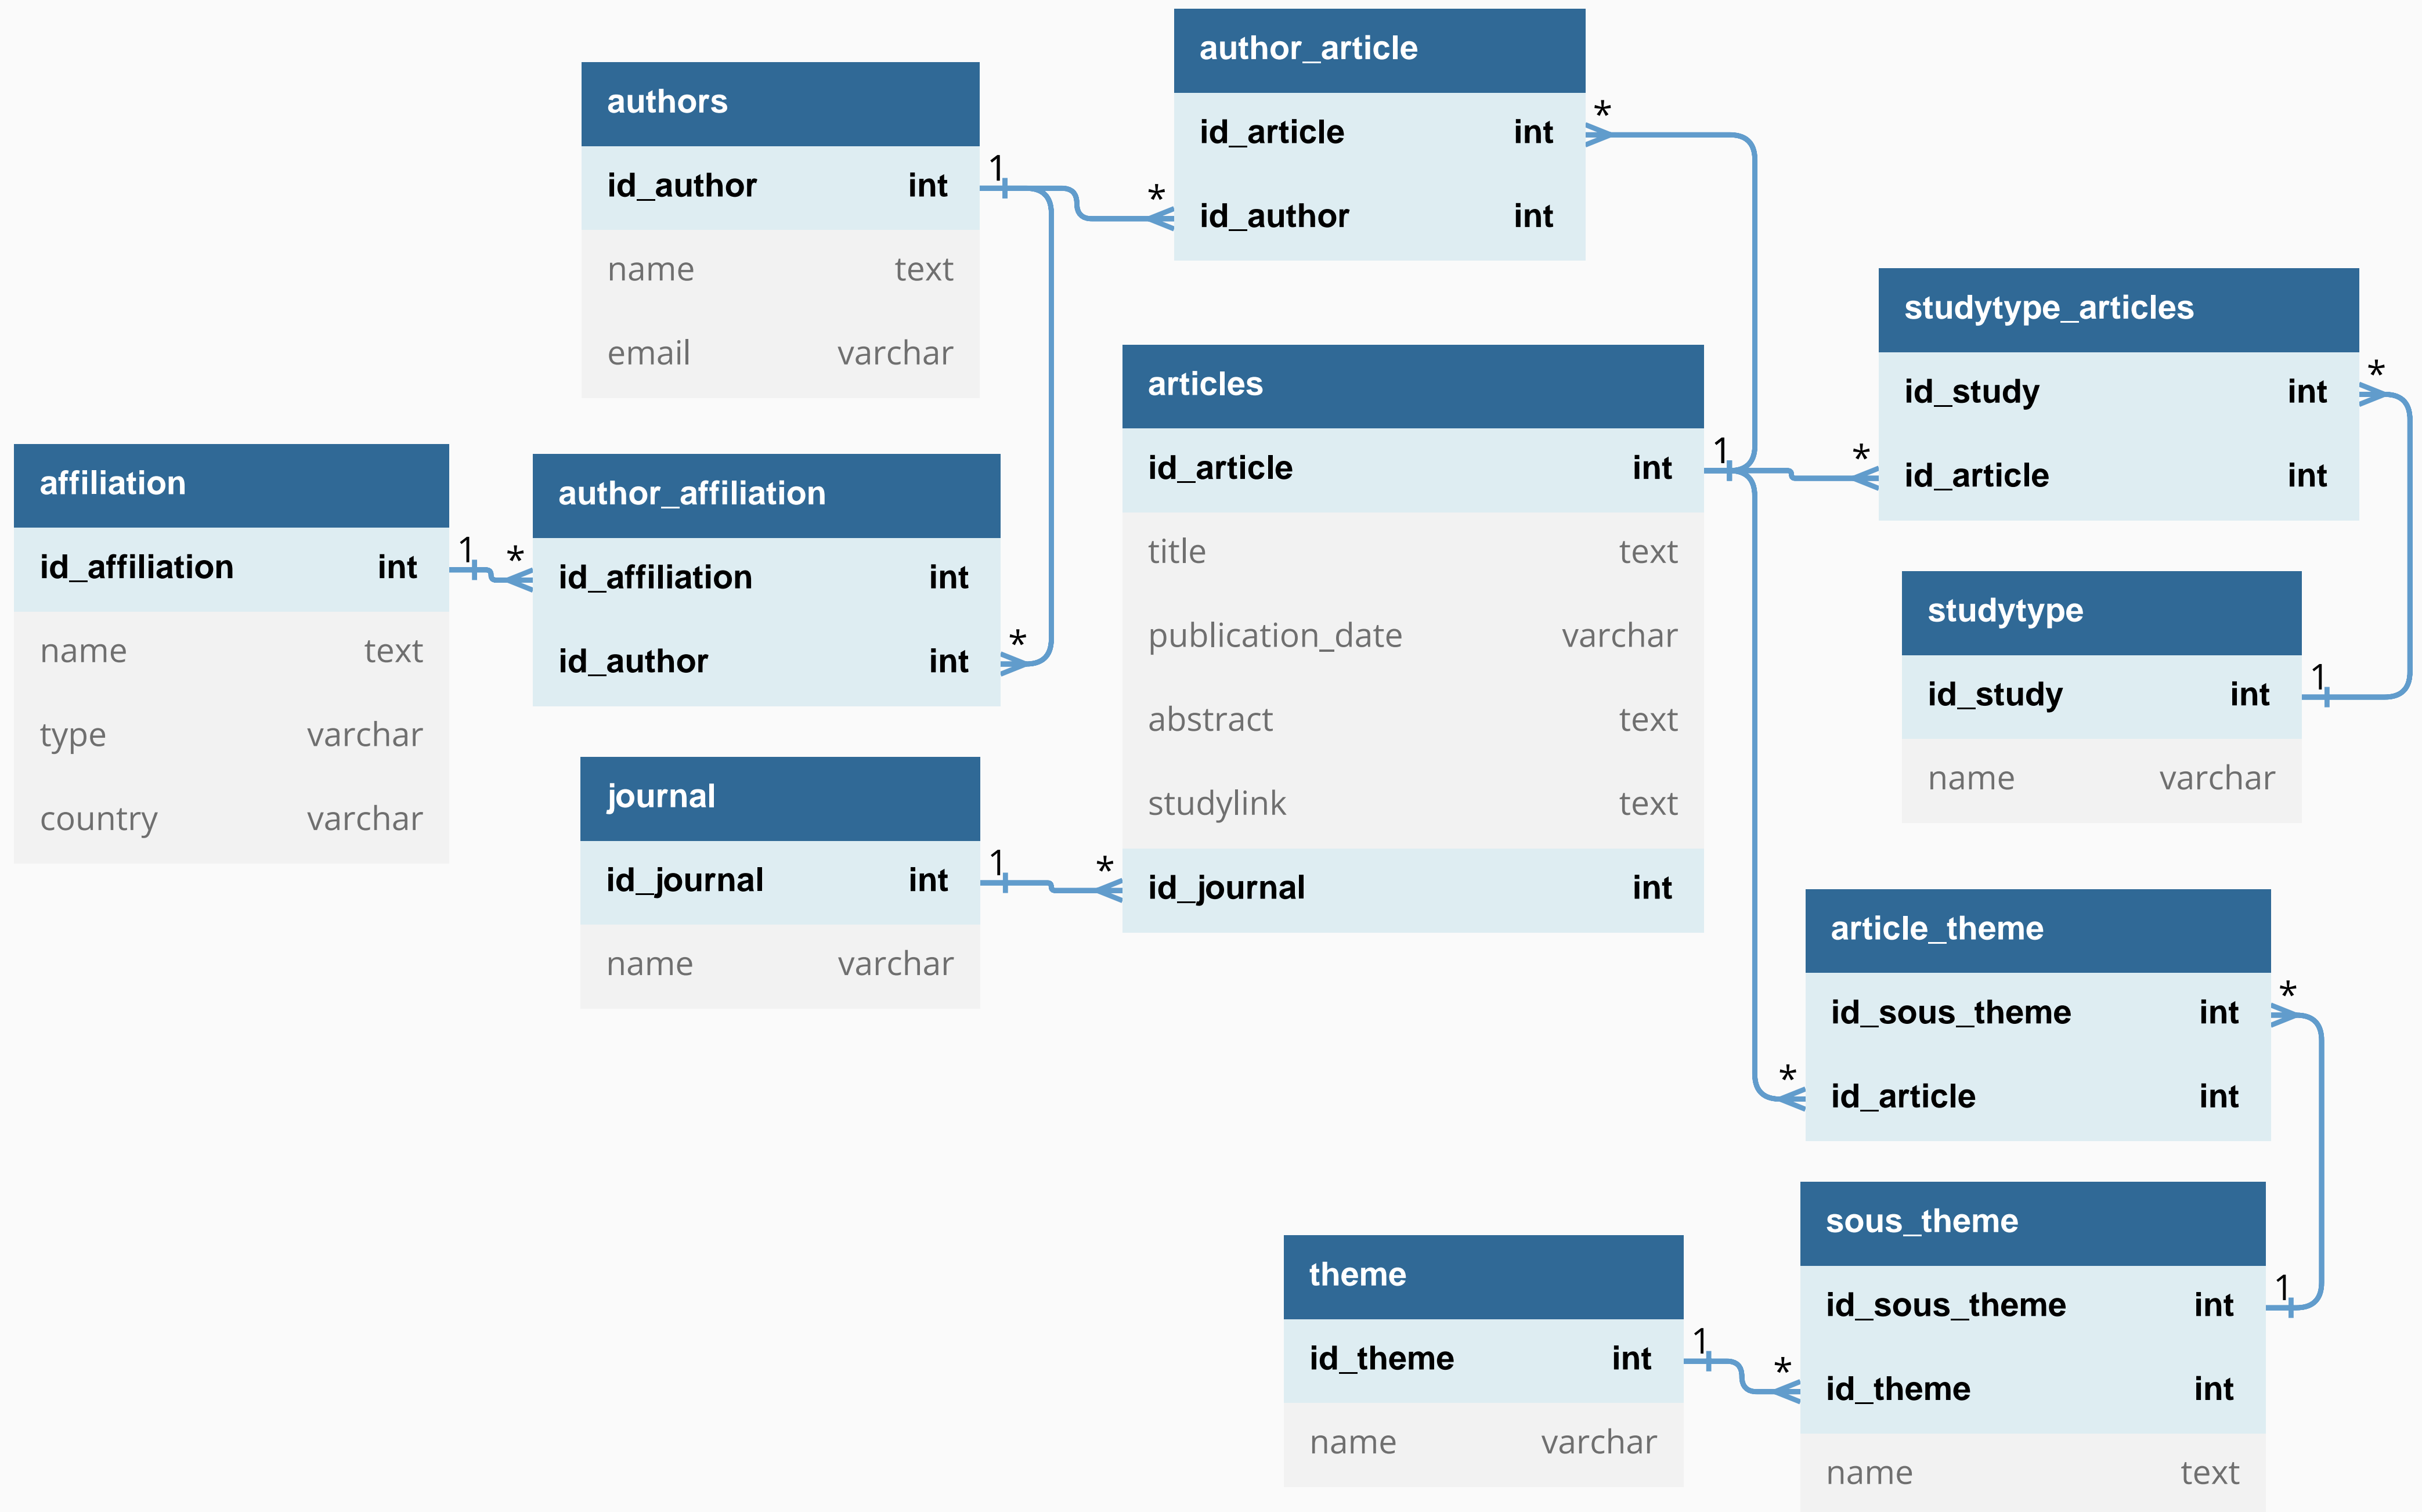 author_article
id_article int
id_author int
*
*
authors
id_author int
name text
email varchar
1
studytype_articles
id_study int
id_article int
*
*
articles
id_article int
title text
publication_date varchar
abstract text
studylink text
id_journal int
1
*
affiliation
id_affiliation int
name text
type varchar
country varchar
1
author_affiliation
id_affiliation int
id_author int
*
*
studytype
id_study int
name varchar
1
journal
id_journal int
name varchar
1
article_theme
id_sous_theme int
id_article int
*
*
sous_theme
id_sous_theme int
id_theme int
name text
1
*
theme
id_theme int
name varchar
1